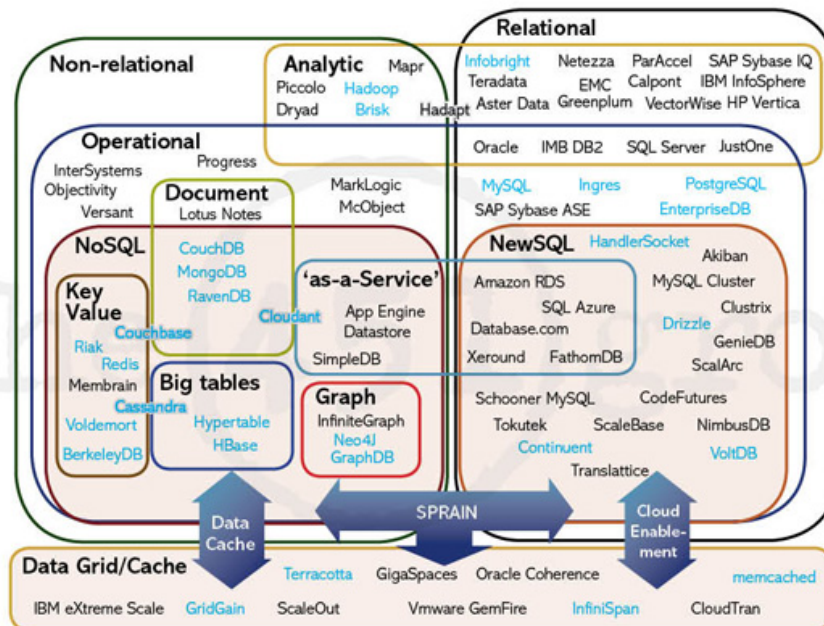 Relational
Non-relational
Analytic
Mapr
Piccolo
Hadoop
Dryad
Brisk
Hadapt
Infobright
Netezza
ParAccel
SAP Sybase IQ
Teradata
EMC
Calpont
IBM InfoSphere
Aster Data
Greenplum
VectorWise
HP Vertica
Operational
Oracle
IMB DB2
SQL Server
JustOne
InterSystems
Progress
Objectivity
Versant
Document
Lotus Notes
MarkLogic
McObject
MySQL
Ingres
PostgreSQL
SAP Sybase ASE
EnterpriseDB
NoSQL
CouchDB
MongoDB
RavenDB
Key
Value
Couchbase
Riak
Redis
Membrain
Cassandra
Voldemort
BerkeleyDB
Cloudant
'as-a-Service'
App Engine
Datastore
SimpleDB
Big tables
Hypertable
HBase
Graph
InfiniteGraph
Neo4J
GraphDB
NewSQL
HandlerSocket
Akiban
Amazon RDS
MySQL Cluster
SQL Azure
Clustrix
Database.com
Drizzle
GenieDB
Xeround
FathomDB
ScalArc
Schooner MySQL
CodeFutures
Tokutek
ScaleBase
NimbusDB
Continuent
VoltDB
Translattice
Data
Cache
SPRAIN
Cloud
Enable-
ment
Data Grid/Cache
Terracotta
GigaSpaces
Oracle Coherence
memcached
IBM eXtreme Scale
GridGain
ScaleOut
Vmware GemFire
InfiniSpan
CloudTran